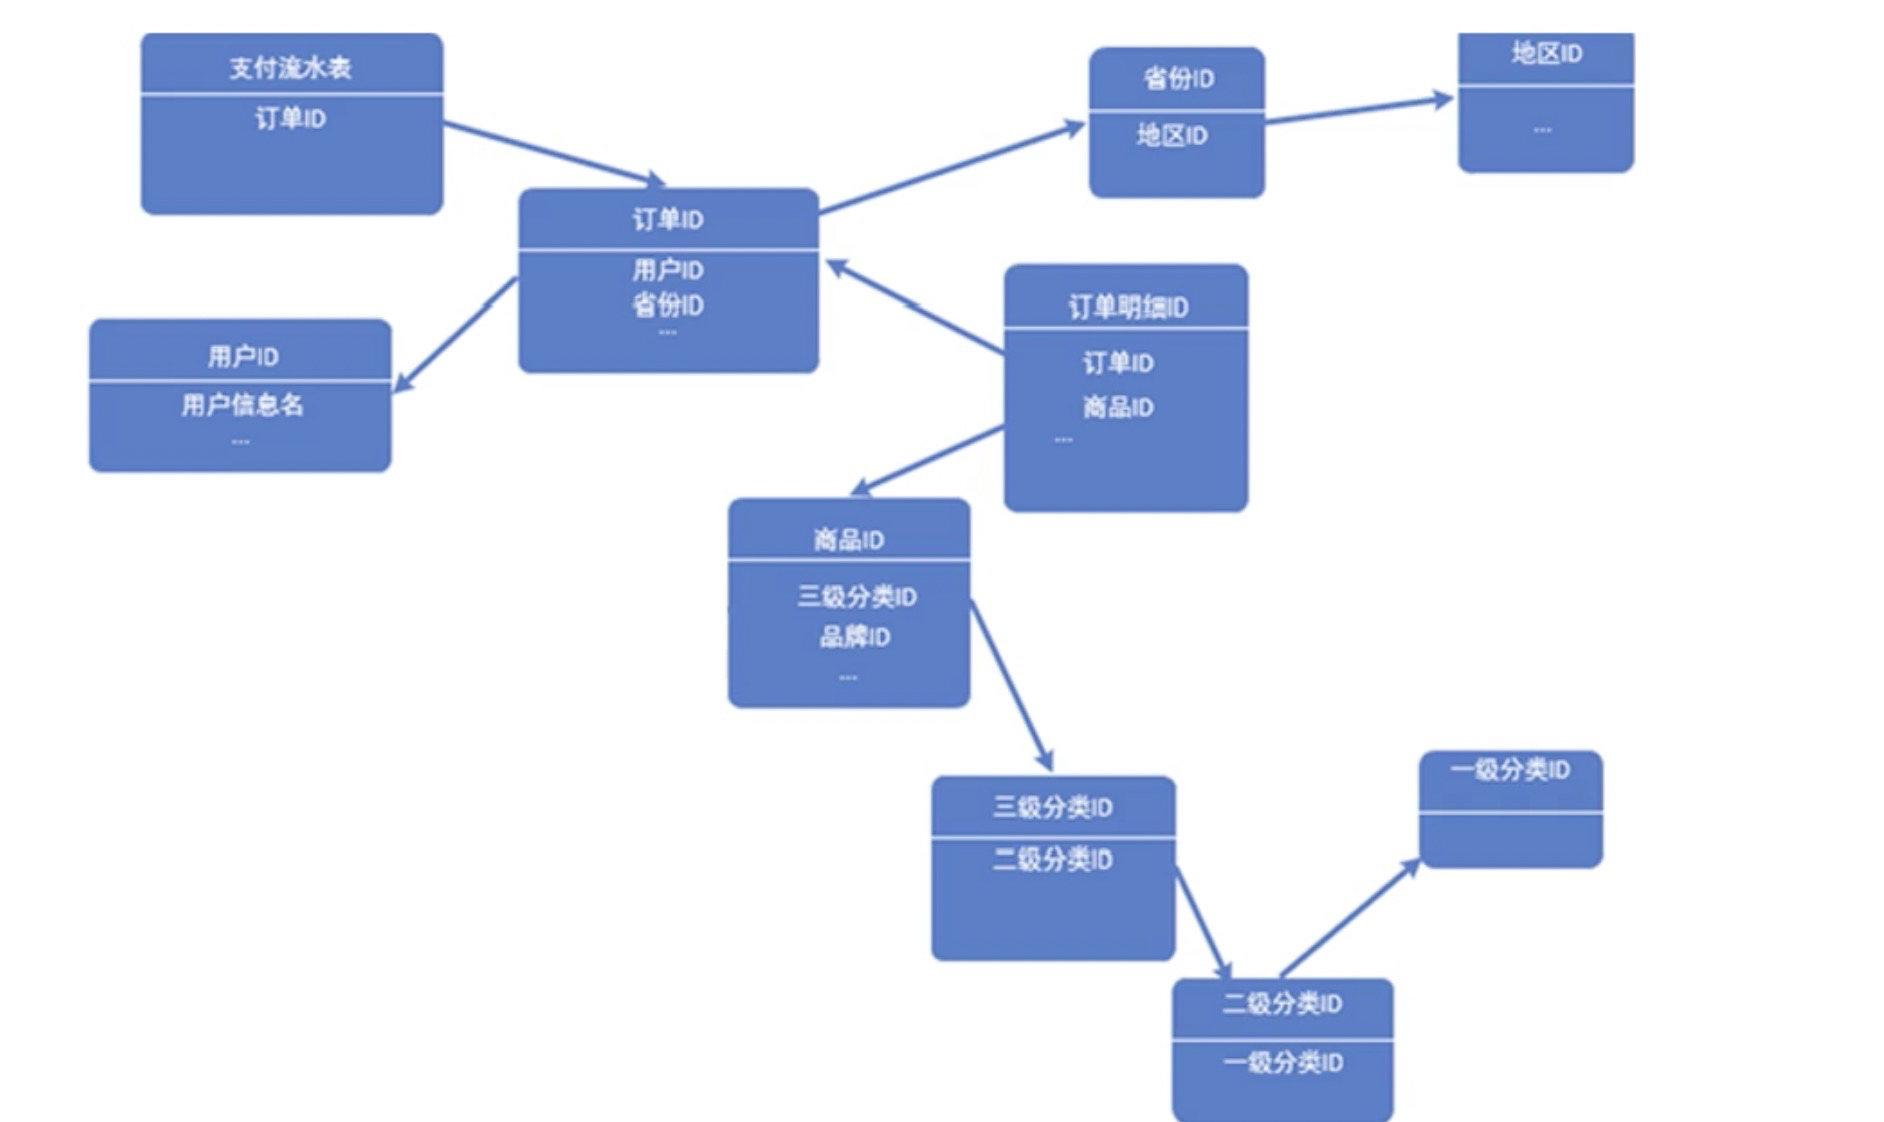 支付流水表
订单ID
省份ID
地区ID
地区ID
...
订单ID
用户ID
省份ID
...
用户ID
用户信息名
...
订单明细ID
订单ID
商品ID
...
商品ID
三级分类ID
品牌ID
...
三级分类ID
二级分类ID
一级分类ID
二级分类ID
一级分类ID